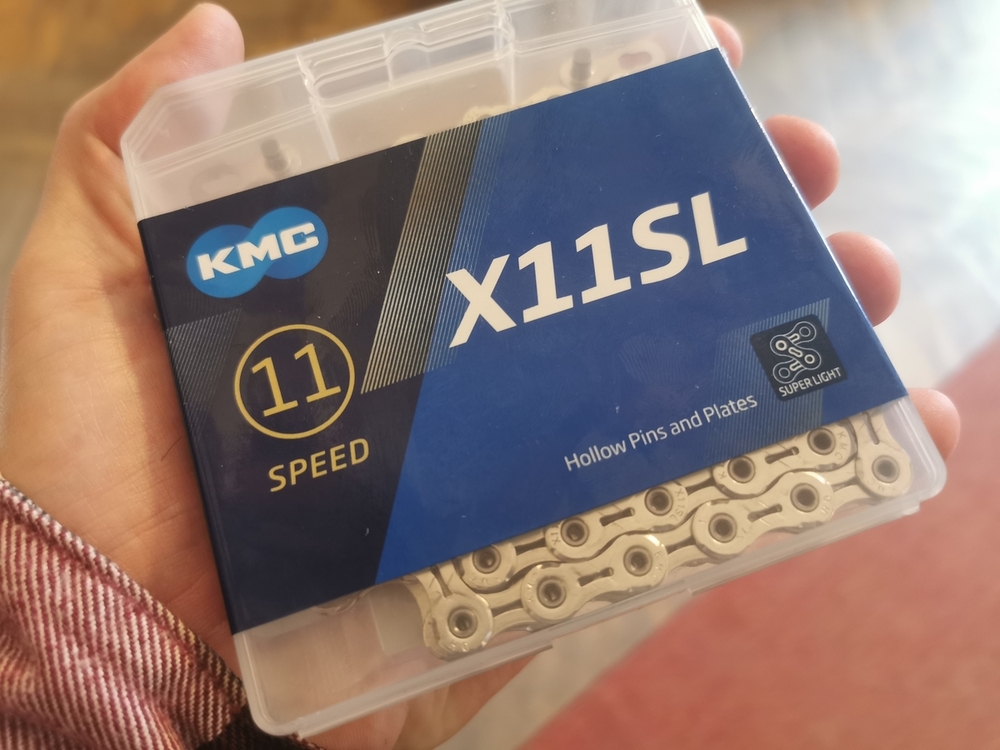 KMC
X11SL
11
SPEED
Hollow Pins and Plates
SUPER LIGHT